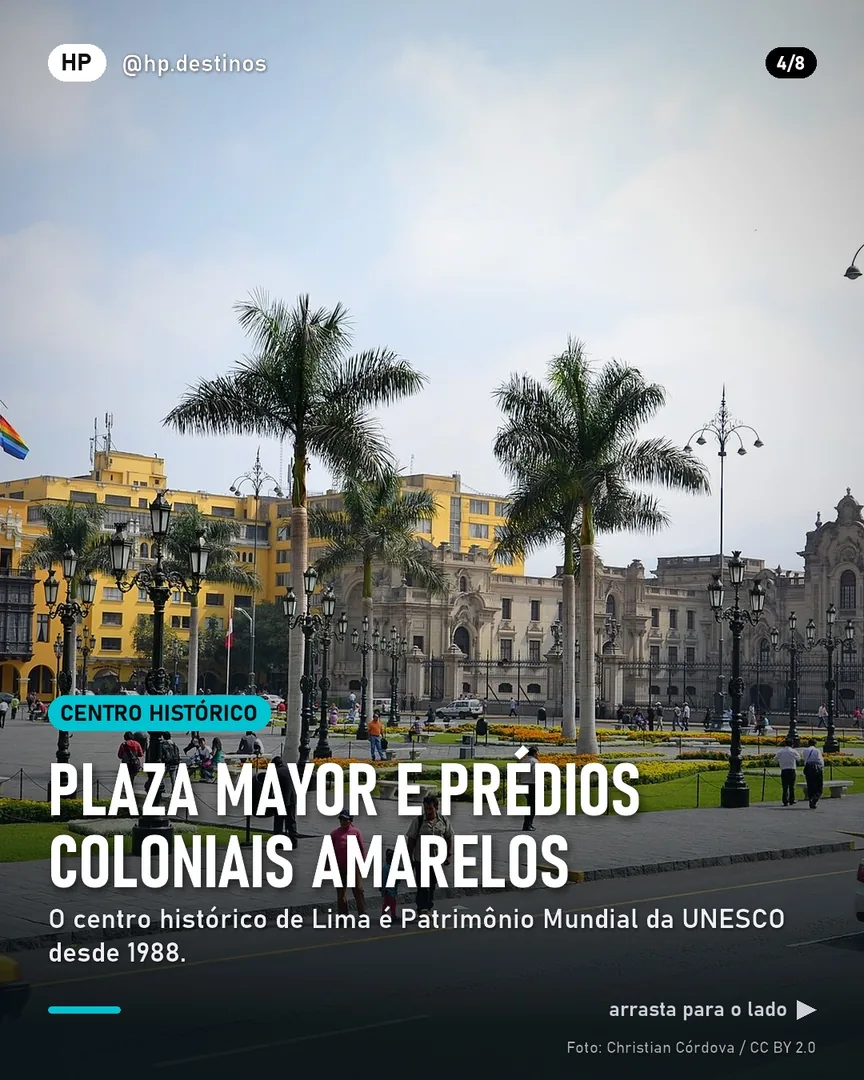 HP @hp.destinos
4/8
CENTRO HISTÓRICO
PLAZA MAYOR E PRÉDIOS
COLONIAIS AMARELOS
O centro histórico de Lima é Patrimônio Mundial da UNESCO
desde 1988.
arrasta para o lado ▶
Foto: Christian Córdova / CC BY 2.0